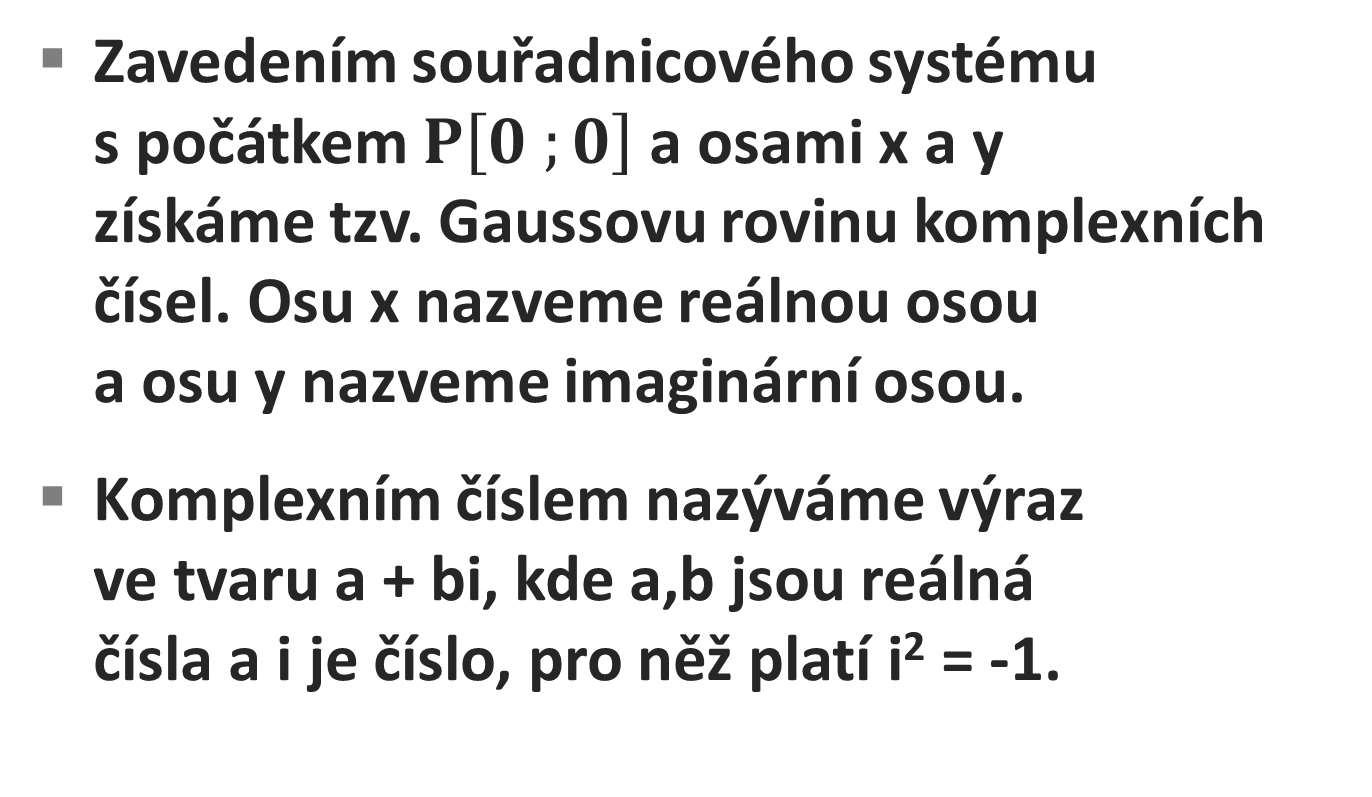 ▪ Zavedením souřadnicového systému
s počátkem P[0 ; 0] a osami x a y
získáme tzv. Gaussovu rovinu komplexních
čísel. Osu x nazveme reálnou osou
a osu y nazveme imaginární osou.
▪ Komplexním číslem nazýváme výraz
ve tvaru a + bi, kde a,b jsou reálná
čísla a i je číslo, pro něž platí i² = -1.